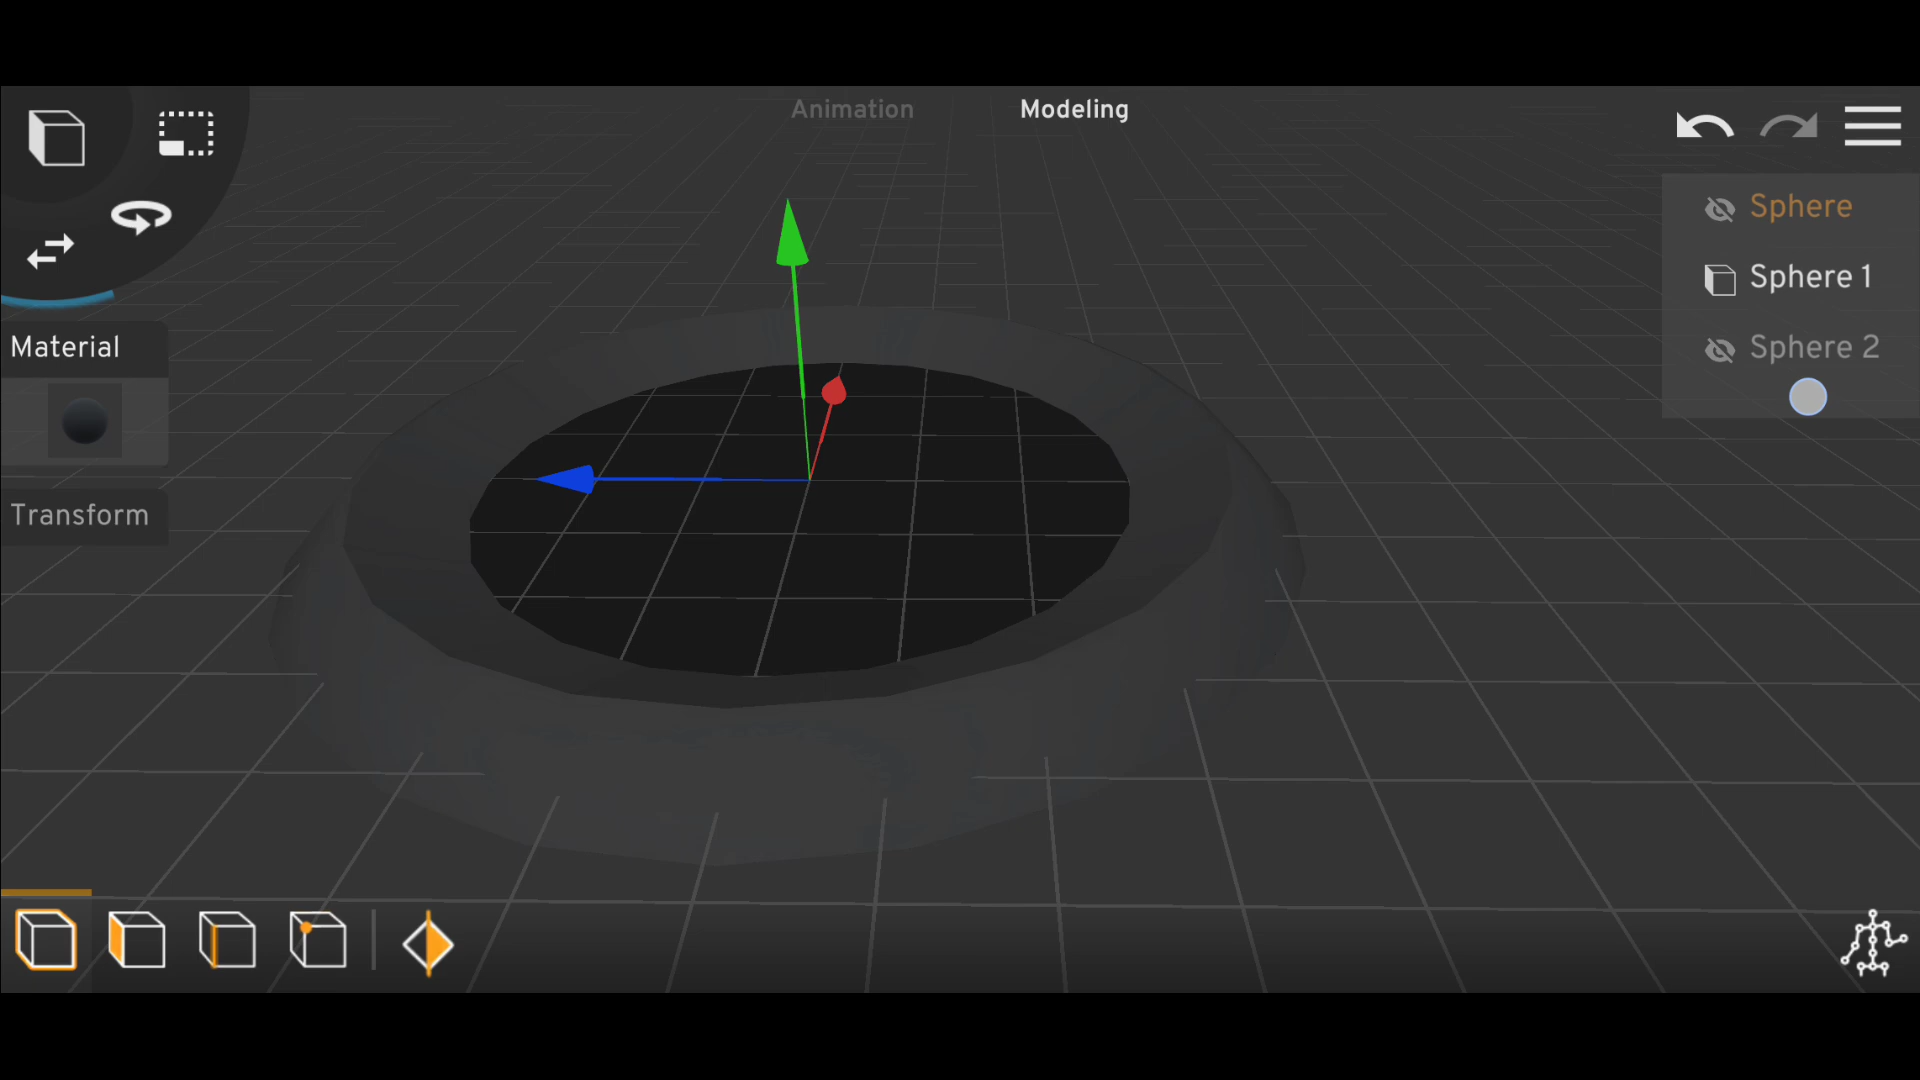 Animation
Modeling
Sphere
Sphere 1
Sphere 2
Material
Transform